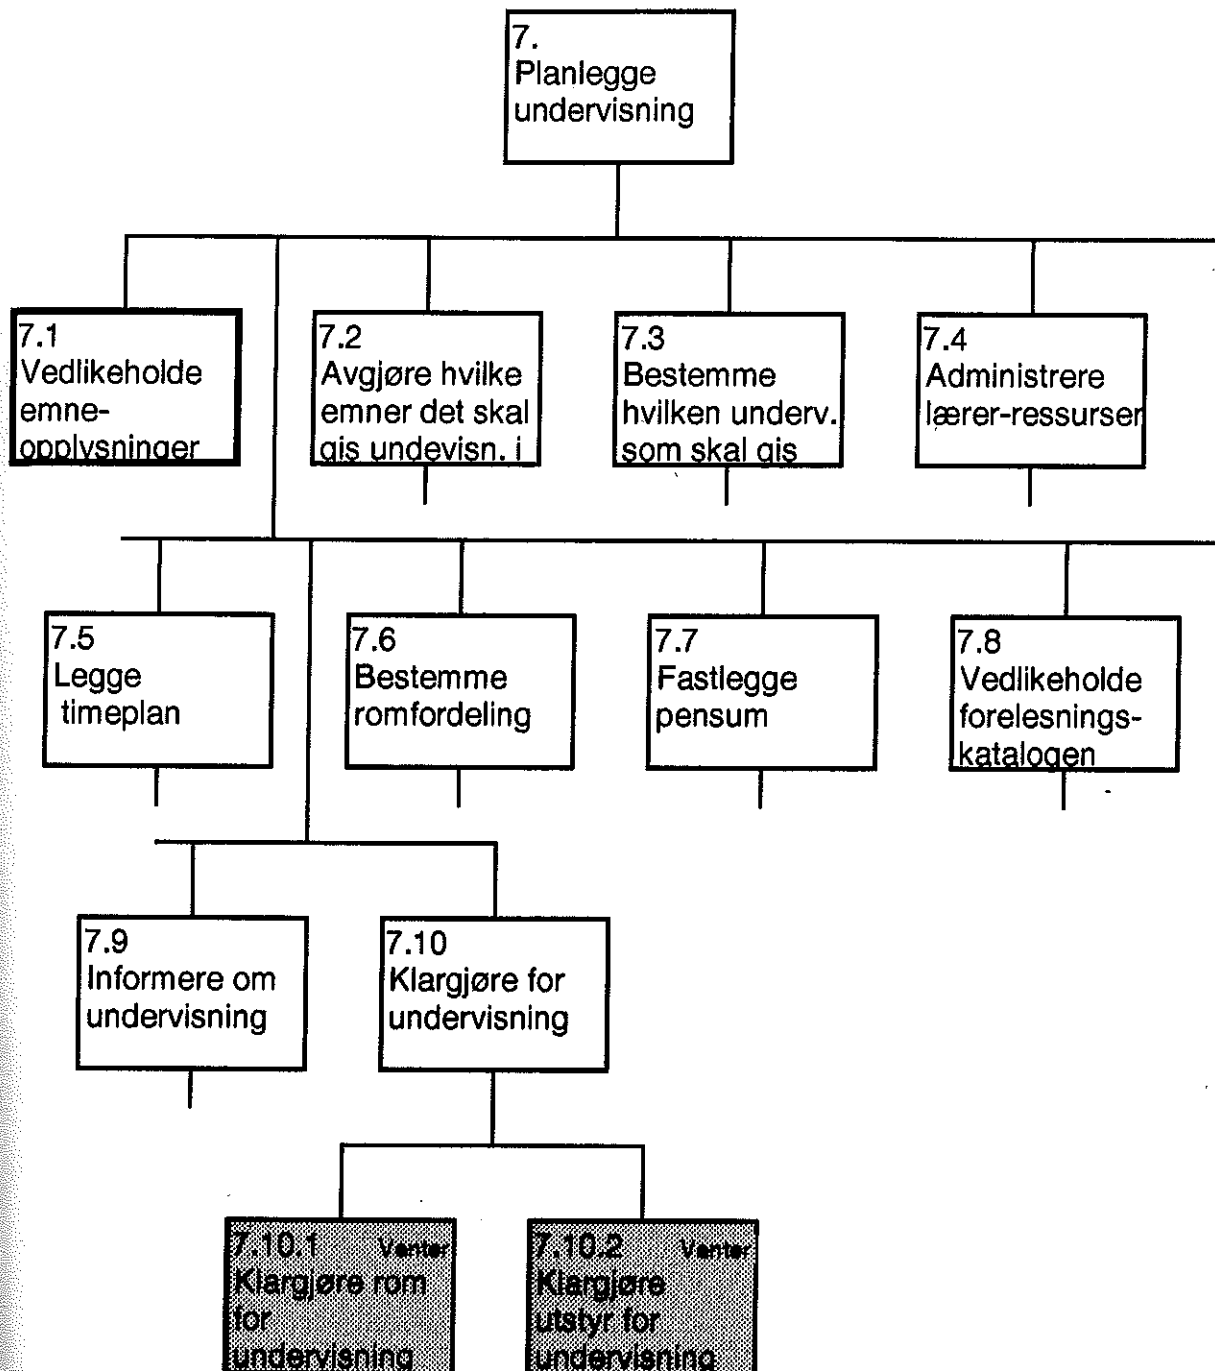 7.
Planlegge
undervisning
7.1
Vedlikeholde
emne-
opplysninger
7.2
Avgjøre hvilke
emner det skal
gis undevisn. i
7.3
Bestemme
hvilken underv.
som skal gis
7.4
Administrere
lærer-ressurser
7.5
Legge
timeplan
7.6
Bestemme
romfordeling
7.7
Fastlegge
pensum
7.8
Vedlikeholde
forelesnings-
katalogen
7.9
Informere om
undervisning
7.10
Klargjøre for
undervisning
7.10.1 Venter
Klargjøre rom
for
undervisning
7.10.2 Venter
Klargjøre
utstyr for
undervisning